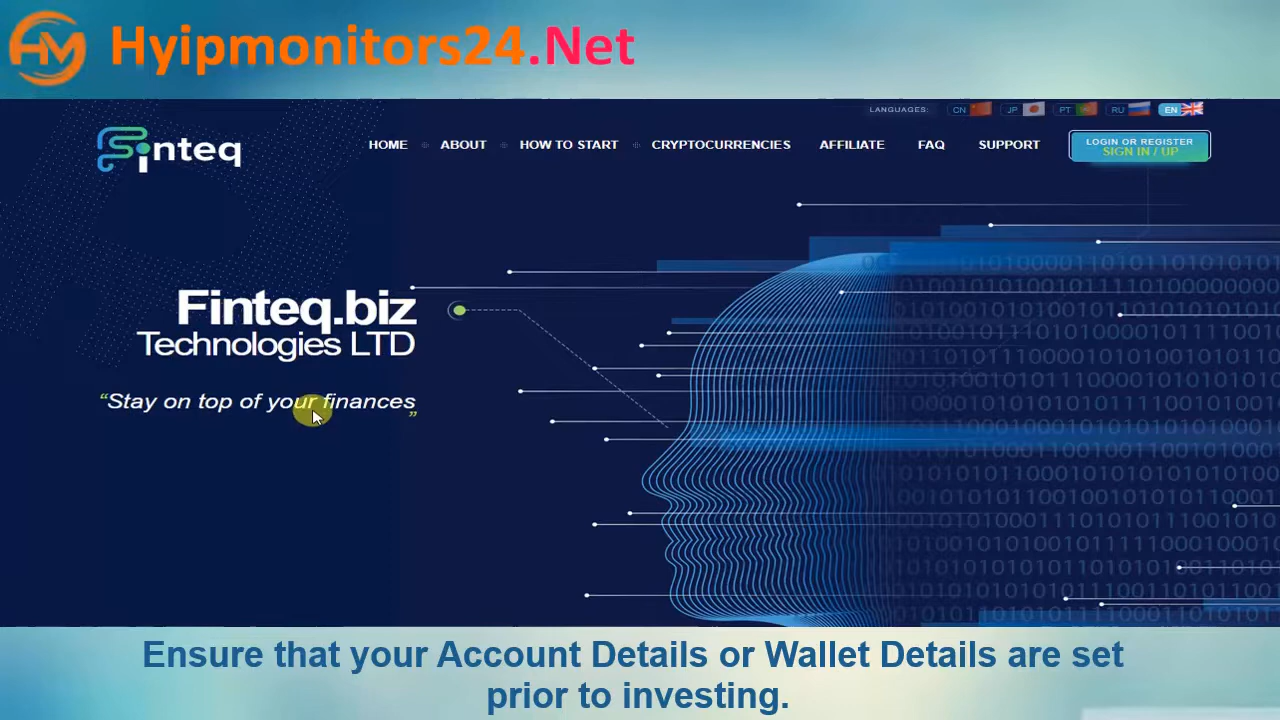 HM Hyipmonitors24.Net
LANGUAGES: CN JP PT RU EN
Finteq
HOME ABOUT HOW TO START CRYPTOCURRENCIES AFFILIATE FAQ SUPPORT
LOGIN OR REGISTER
SIGN IN / UP
Finteq.biz
Technologies LTD
“Stay on top of your finances”
Ensure that your Account Details or Wallet Details are set
prior to investing.